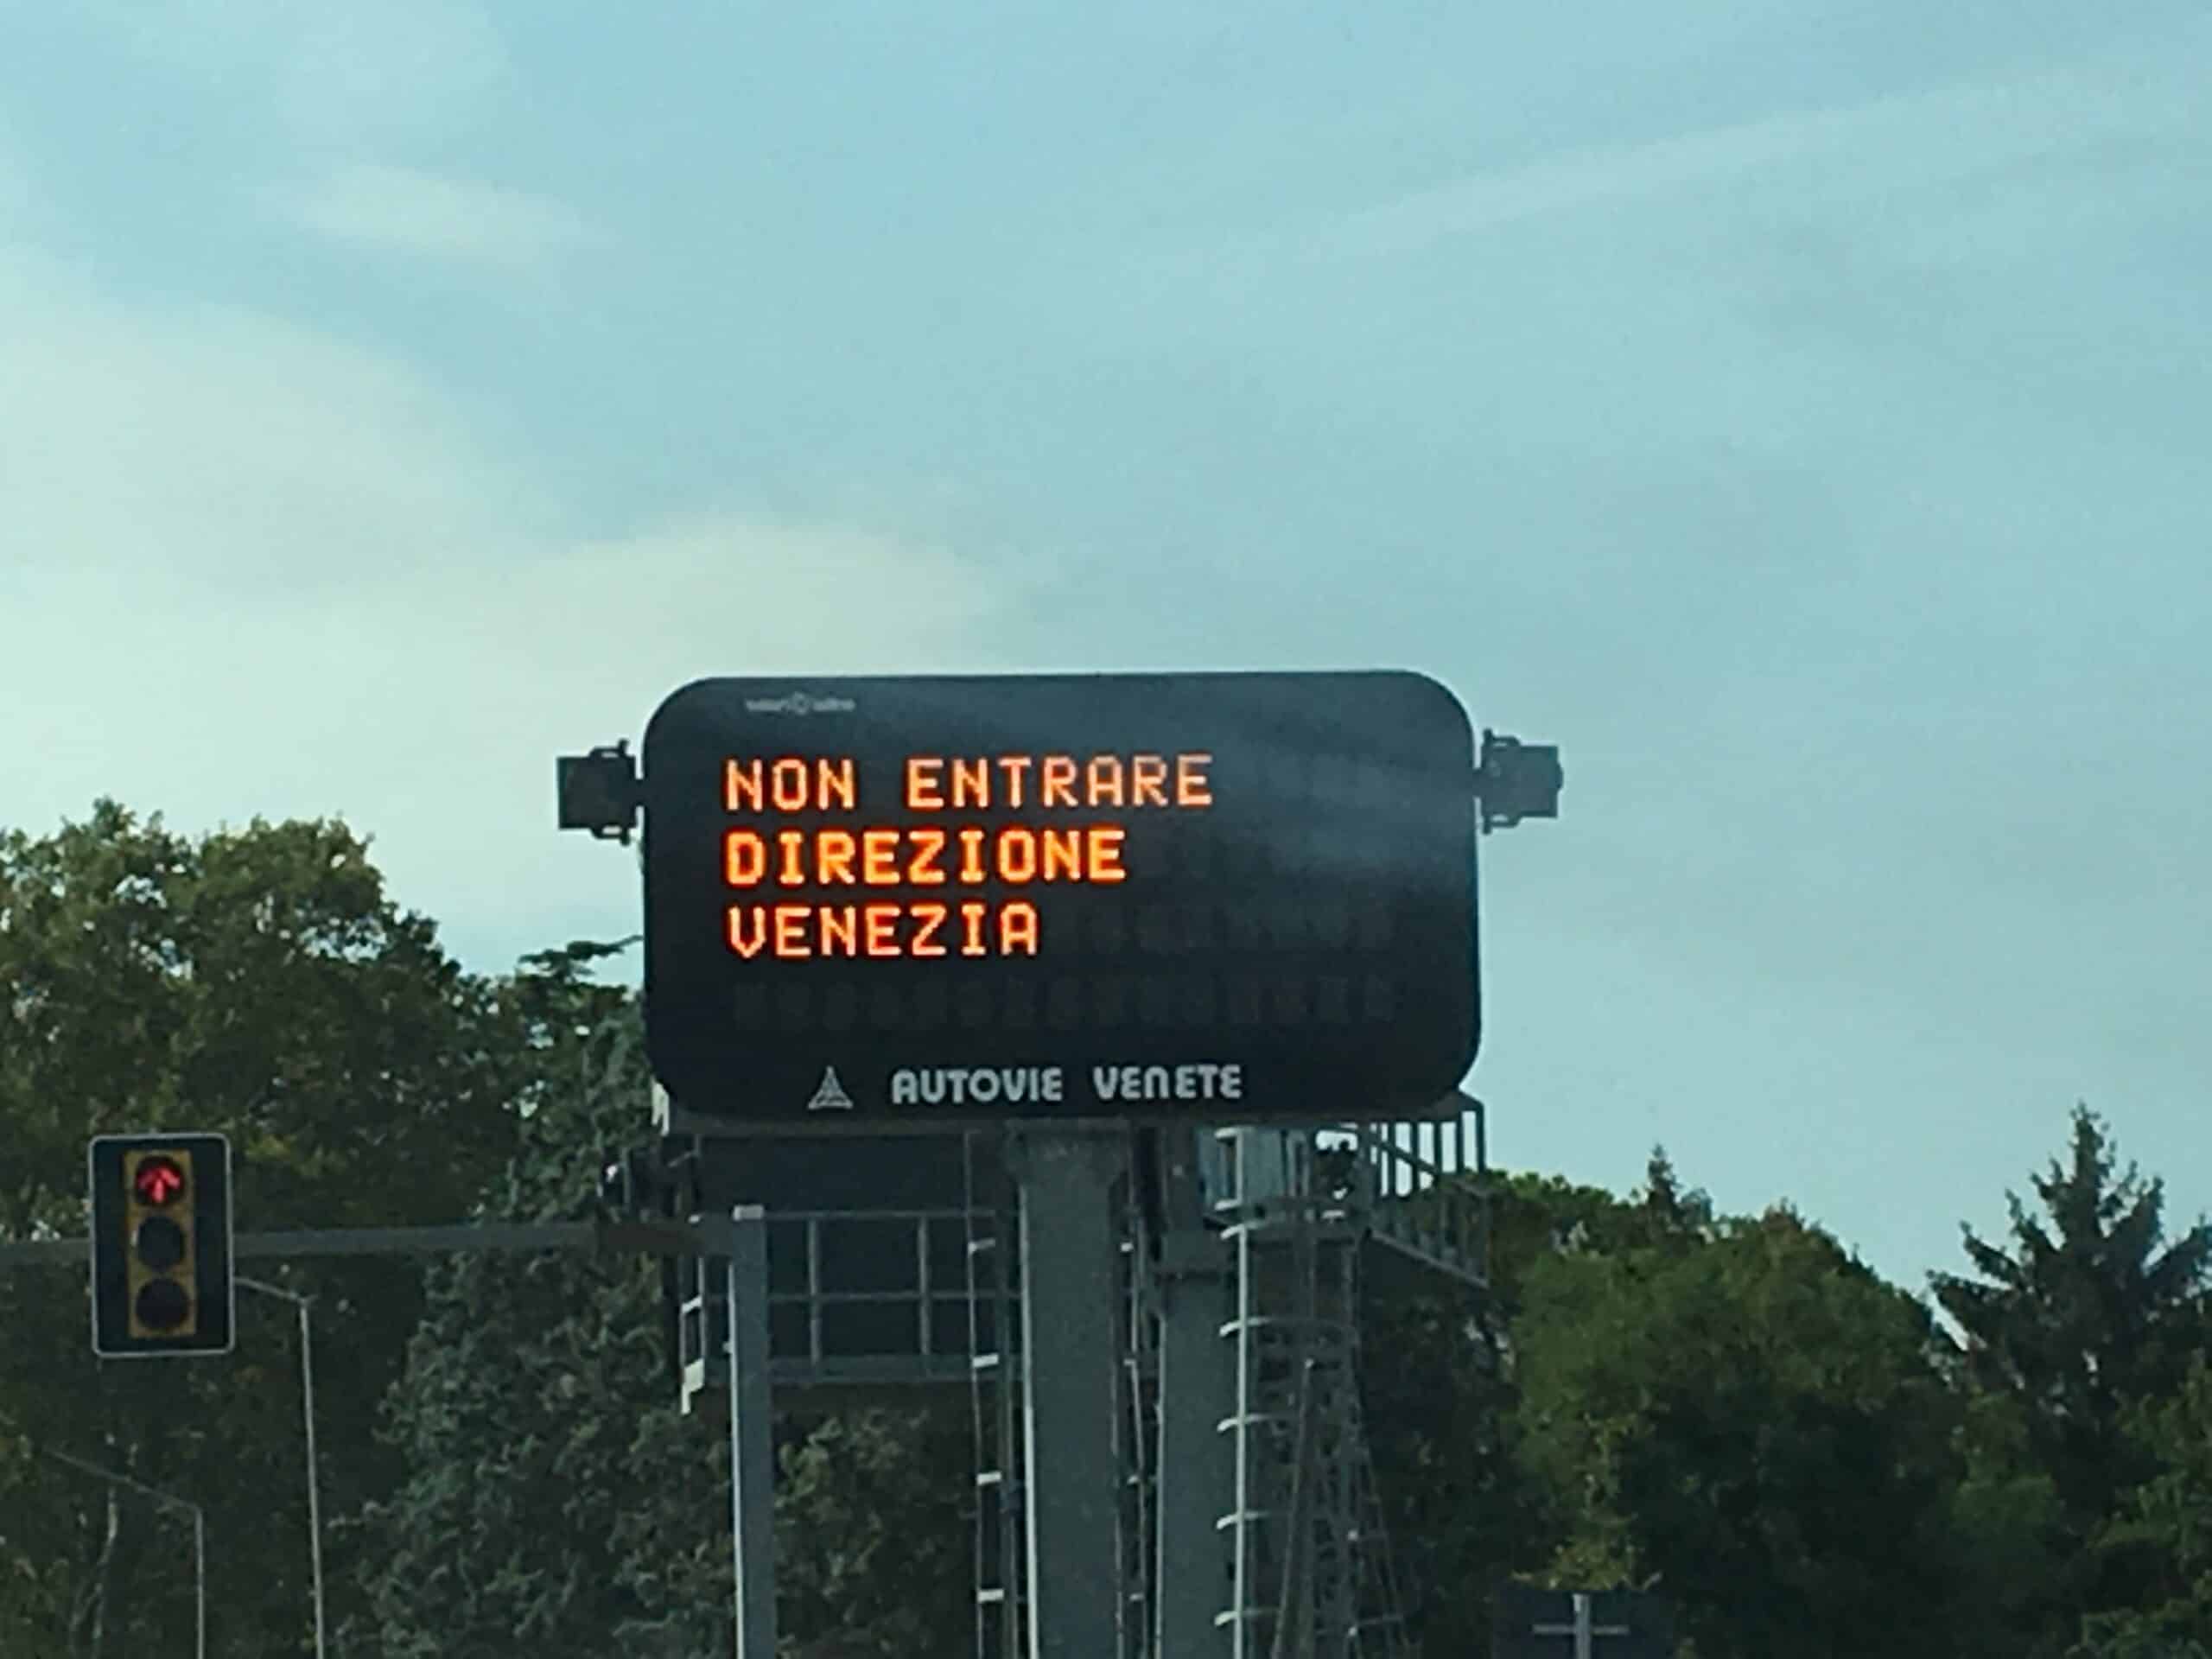 NON ENTRARE
DIREZIONE
VENEZIA
AUTOVIE VENETE